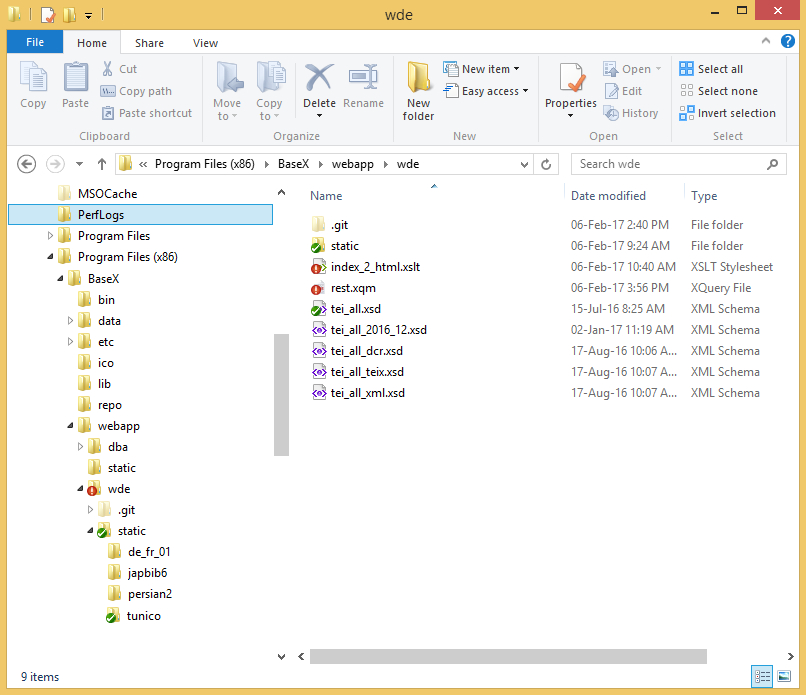 wde
File Home Share View
Copy
Paste
Cut
Copy path
Paste shortcut
Clipboard
Move to
Copy to
Delete
Rename
Organize
New folder
New item
Easy access
New
Properties
Open
Edit
History
Open
Select all
Select none
Invert selection
Select
« Program Files (x86) BaseX webapp wde
Search wde
MSOCache
PerfLogs
Program Files
Program Files (x86)
BaseX
bin
data
etc
ico
lib
repo
webapp
dba
static
wde
.git
static
de_fr_01
japbib6
persian2
tunico
Name Date modified Type
.git 06-Feb-17 2:40 PM File folder
static 06-Feb-17 9:24 AM File folder
index_2_html.xslt 06-Feb-17 10:40 AM XSLT Stylesheet
rest.xqm 06-Feb-17 3:56 PM XQuery File
tei_all.xsd 15-Jul-16 8:25 AM XML Schema
tei_all_2016_12.xsd 02-Jan-17 11:19 AM XML Schema
tei_all_dcr.xsd 17-Aug-16 10:06 A... XML Schema
tei_all_teix.xsd 17-Aug-16 10:07 A... XML Schema
tei_all_xml.xsd 17-Aug-16 10:07 A... XML Schema
9 items